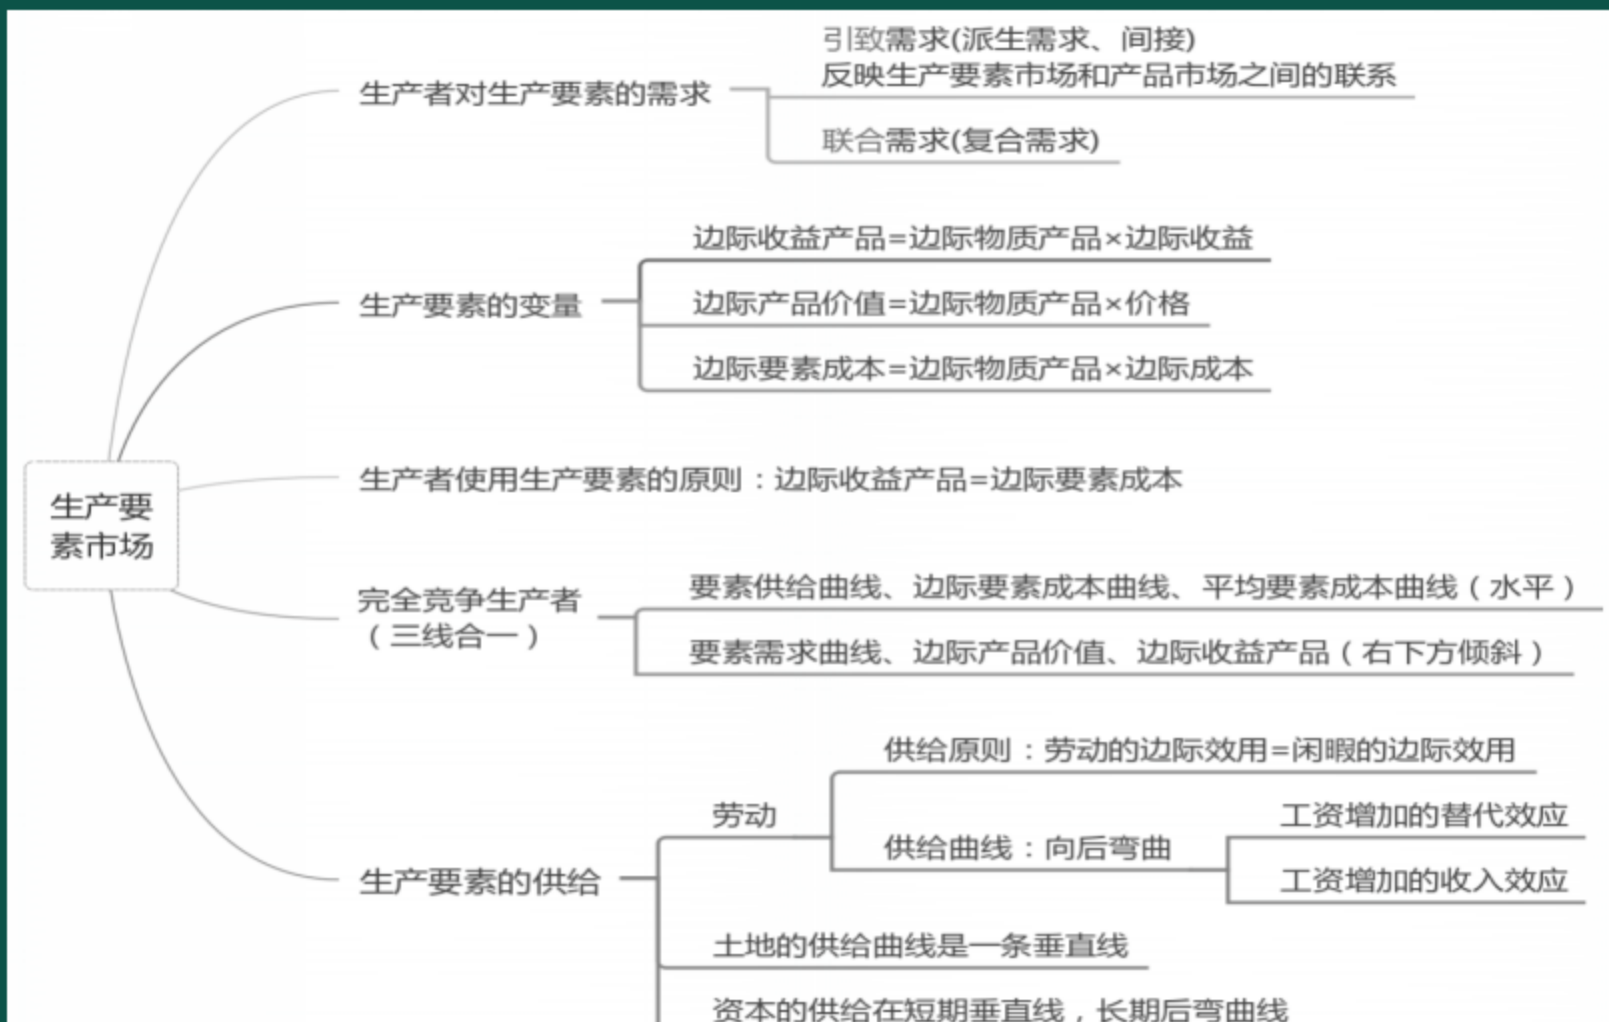 引致需求(派生需求、间接)
反映生产要素市场和产品市场之间的联系
生产者对生产要素的需求
联合需求(复合需求)
边际收益产品=边际物质产品×边际收益
生产要素的变量
边际产品价值=边际物质产品×价格
边际要素成本=边际物质产品×边际成本
生产者使用生产要素的原则：边际收益产品=边际要素成本
生产要
素市场
完全竞争生产者
（三线合一）
要素供给曲线、边际要素成本曲线、平均要素成本曲线（水平）
要素需求曲线、边际产品价值、边际收益产品（右下方倾斜）
生产要素的供给
劳动
供给原则：劳动的边际效用=闲暇的边际效用
供给曲线：向后弯曲
工资增加的替代效应
工资增加的收入效应
土地的供给曲线是一条垂直线
资本的供给在短期垂直线，长期后弯曲线